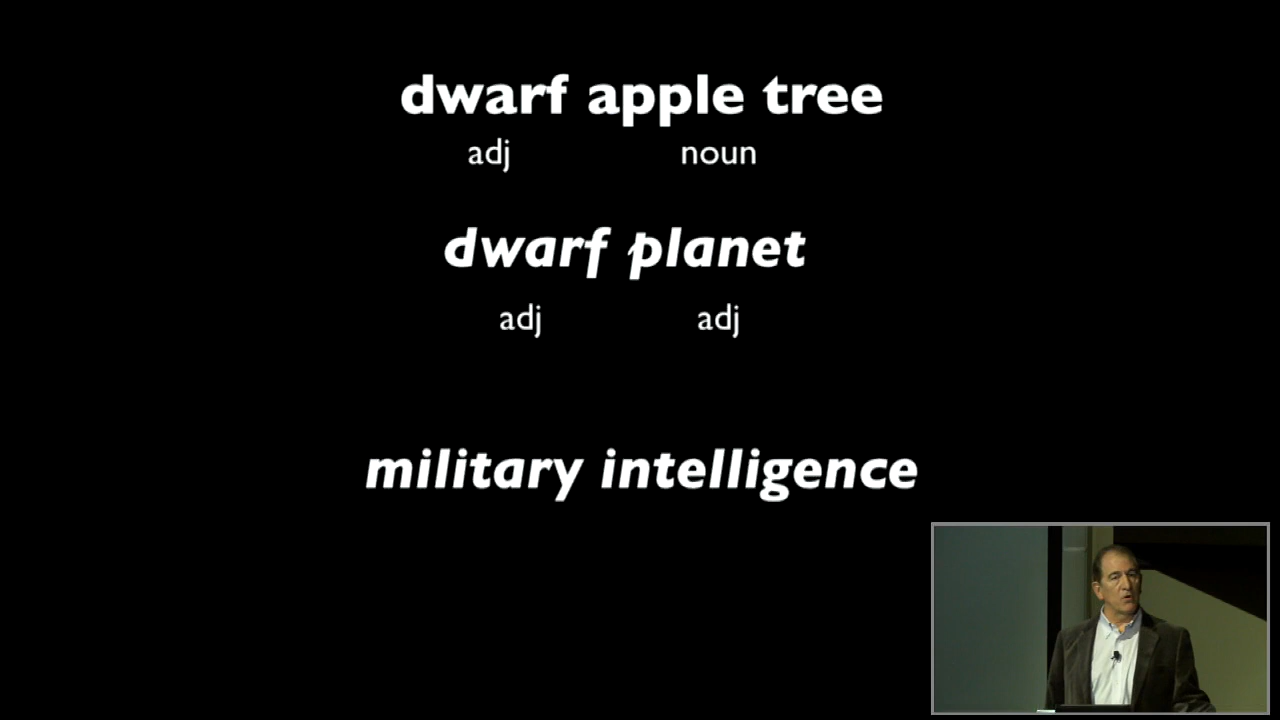 dwarf apple tree
adj noun
dwarf planet
adj adj
military intelligence